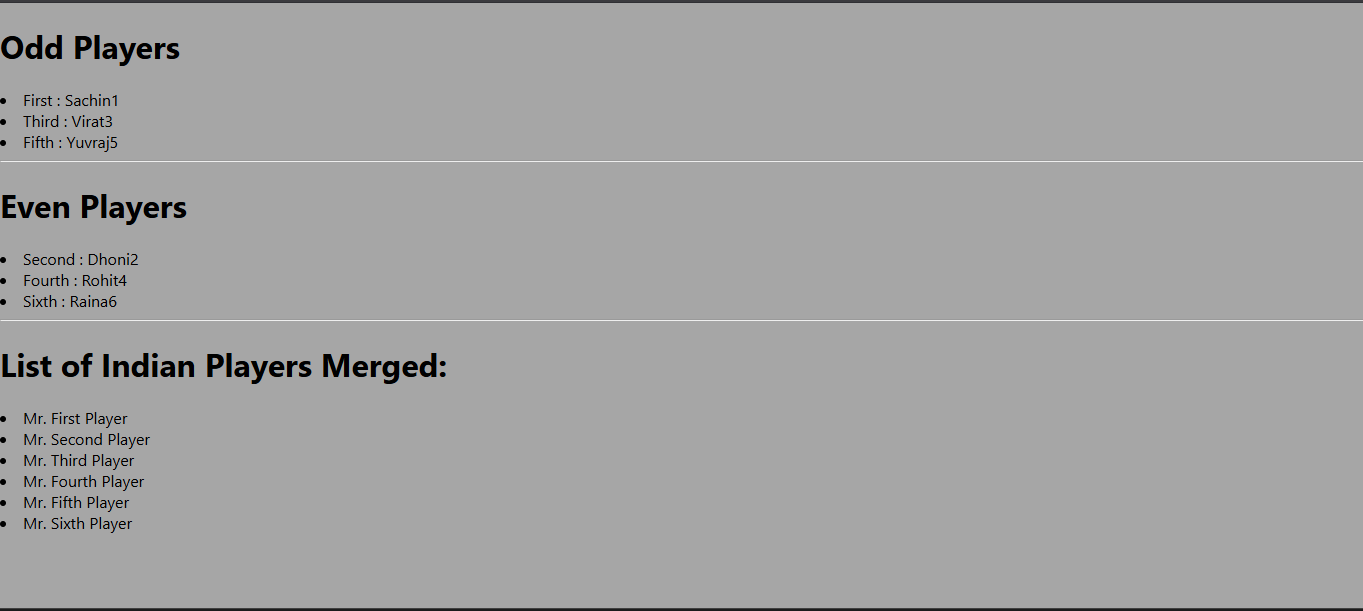 Odd Players
First : Sachin1
Third : Virat3
Fifth : Yuvraj5
Even Players
Second : Dhoni2
Fourth : Rohit4
Sixth : Raina6
List of Indian Players Merged:
Mr. First Player
Mr. Second Player
Mr. Third Player
Mr. Fourth Player
Mr. Fifth Player
Mr. Sixth Player